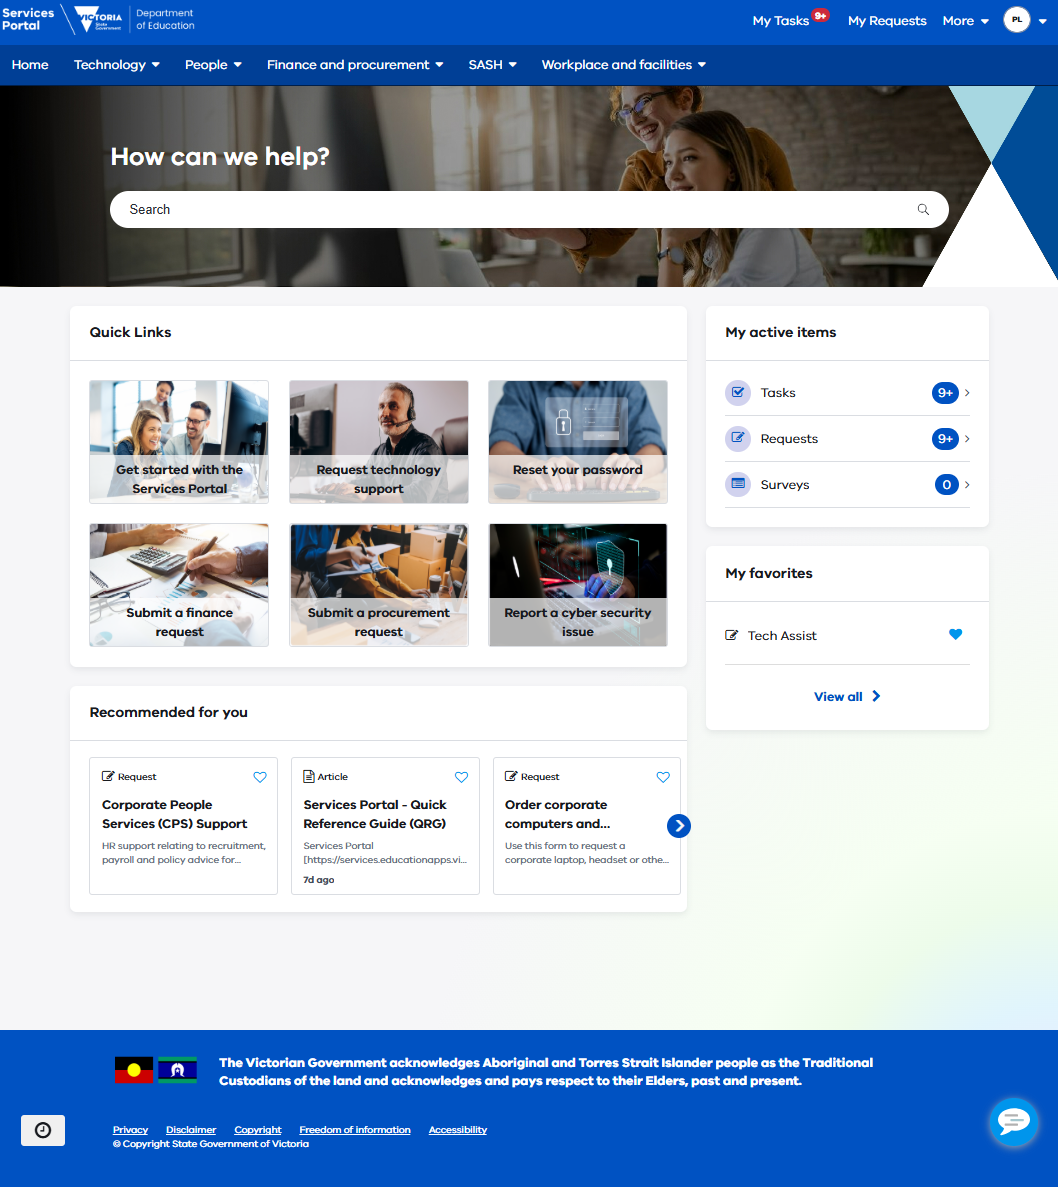 Services
Portal
VICTORIA
State
Government
Department
of Education
My Tasks 9+
My Requests
More
PL
Home
Technology
People
Finance and procurement
SASH
Workplace and facilities
How can we help?
Search
Quick Links
Get started with the
Services Portal
Request technology
support
Reset your password
Submit a finance
request
Submit a procurement
request
Report a cyber security
issue
My active items
Tasks 9+
Requests 9+
Surveys 0
My favorites
Tech Assist
View all
Recommended for you
Request
Corporate People
Services (CPS) Support
HR support relating to recruitment,
payroll and policy advice for...
Article
Services Portal - Quick
Reference Guide (QRG)
Services Portal
[https://services.educationapps.vi...
7d ago
Request
Order corporate
computers and...
Use this form to request a
corporate laptop, headset or othe...
The Victorian Government acknowledges Aboriginal and Torres Strait Islander people as the Traditional
Custodians of the land and acknowledges and pays respect to their Elders, past and present.
Privacy Disclaimer Copyright Freedom of information Accessibility
© Copyright State Government of Victoria